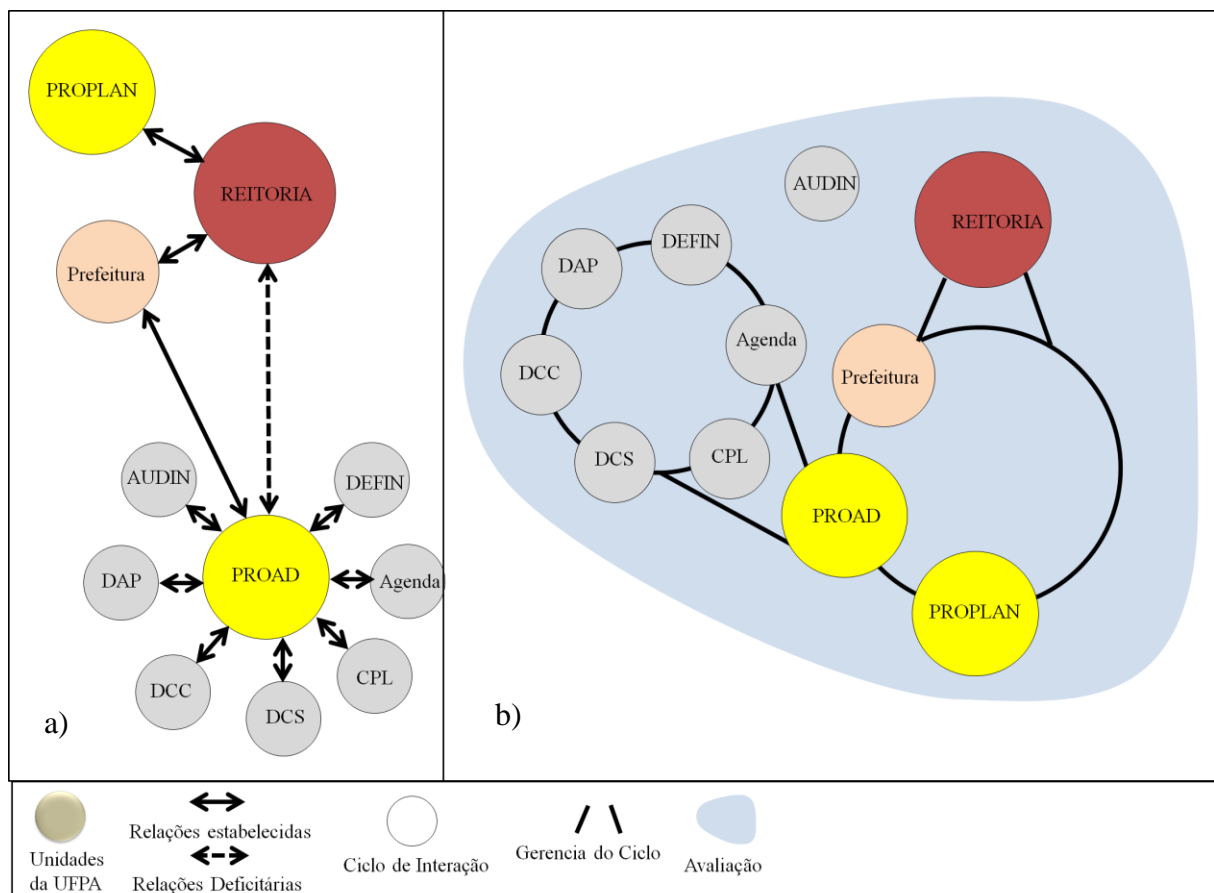 PROPLAN
REITORIA
Prefeitura
AUDIN
DEFIN
DAP
PROAD
Agenda
DCC
CPL
DCS
a)
AUDIN
REITORIA
DEFIN
DAP
Agenda
DCC
Prefeitura
DCS
CPL
PROAD
PROPLAN
b)
Unidades
da UFPA
Relações estabelecidas
Relações Deficitárias
Ciclo de Interação
Gerencia do Ciclo
Avaliação